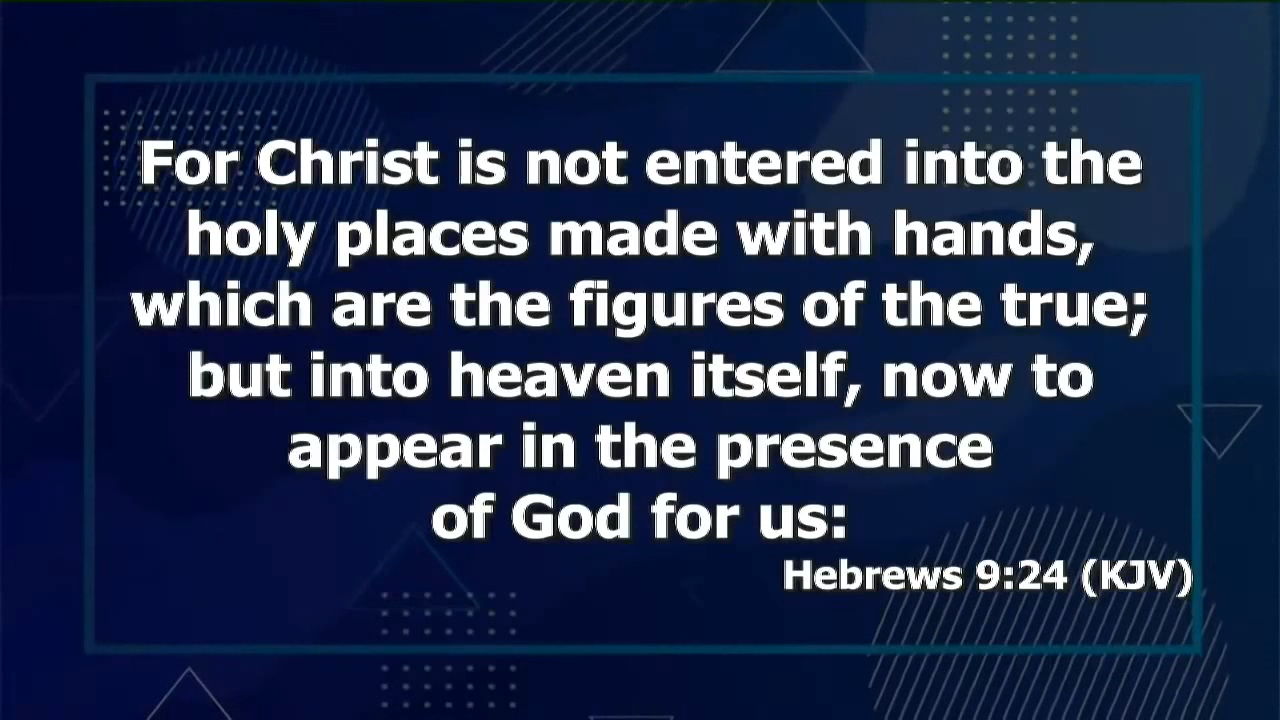 For Christ is not entered into the
holy places made with hands,
which are the figures of the true;
but into heaven itself, now to
appear in the presence
of God for us:
Hebrews 9:24 (KJV)